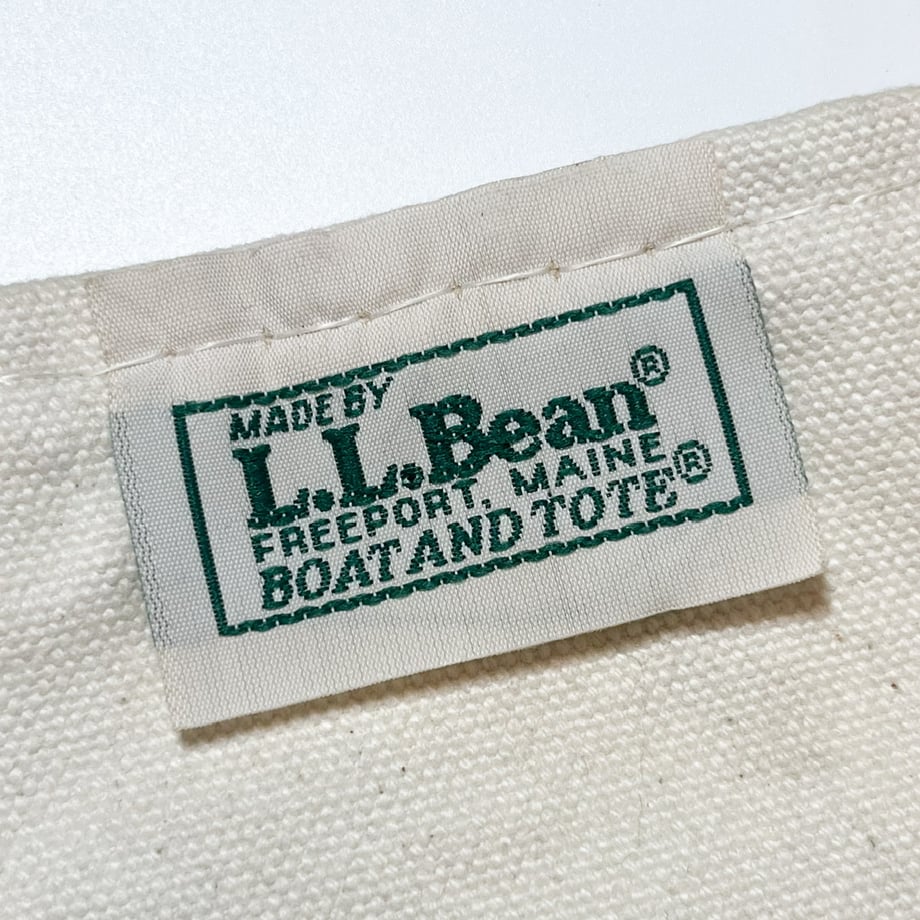 MADE BY
L.L.Bean®
FREEPORT, MAINE
BOAT AND TOTE®